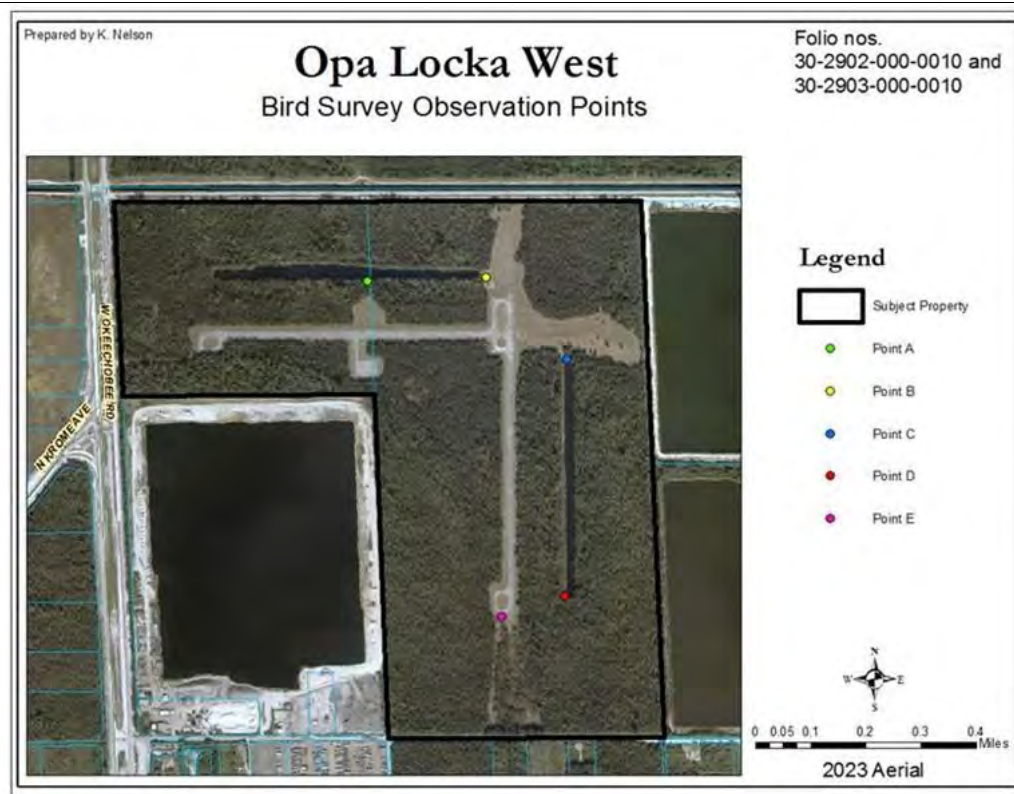 Prepared by K. Nelson
Opa Locka West
Bird Survey Observation Points
Folio nos.
30-2902-000-0010 and
30-2903-000-0010
W OKEECHOBEE RD
N KROME AVE
Legend
Subject Property
Point A
Point B
Point C
Point D
Point E
N
W E
S
0 0.05 0.1 0.2 0.3 0.4
Miles
2023 Aerial